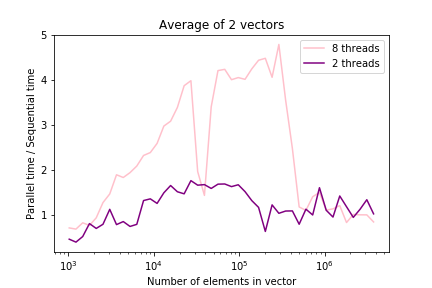 Average of 2 vectors
Parallel time / Sequential time
5
4
3
2
1
8 threads
2 threads
10³
10⁴
10⁵
10⁶
Number of elements in vector